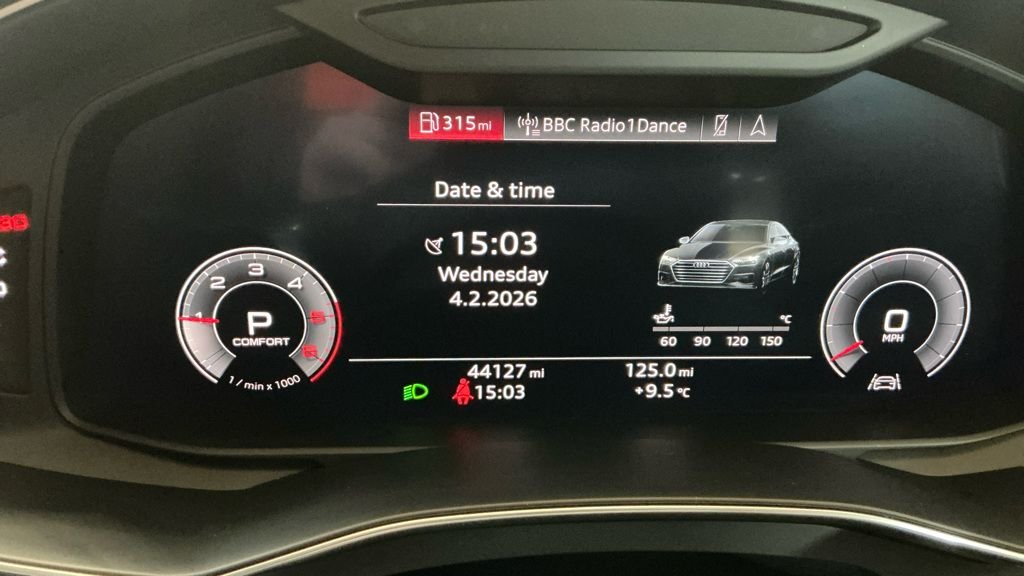 315 mi BBC Radio1Dance
Date & time
15:03
Wednesday
4.2.2026
1 2 3 4 5 6
P
COMFORT
1 / min x 1000
°C
60 90 120 150
0
MPH
44127 mi 125.0 mi
15:03 +9.5 °C